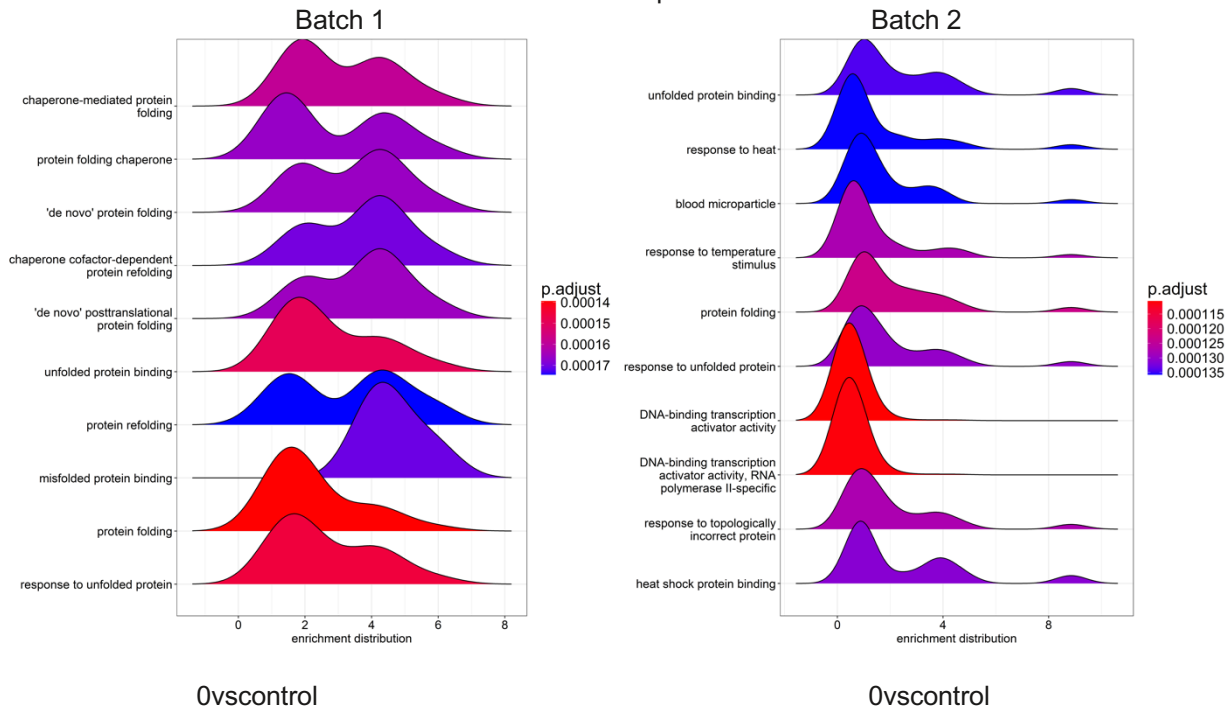 Batch 1
chaperone-mediated protein
folding
protein folding chaperone
'de novo' protein folding
chaperone cofactor-dependent
protein refolding
'de novo' posttranslational
protein folding
unfolded protein binding
protein refolding
misfolded protein binding
protein folding
response to unfolded protein
0 2 4 6 8
enrichment distribution
p.adjust
0.00014
0.00015
0.00016
0.00017
0vscontrol
Batch 2
unfolded protein binding
response to heat
blood microparticle
response to temperature
stimulus
protein folding
response to unfolded protein
DNA-binding transcription
activator activity
DNA-binding transcription
activator activity, RNA
polymerase II-specific
response to topologically
incorrect protein
heat shock protein binding
0 4 8
enrichment distribution
p.adjust
0.000115
0.000120
0.000125
0.000130
0.000135
0vscontrol